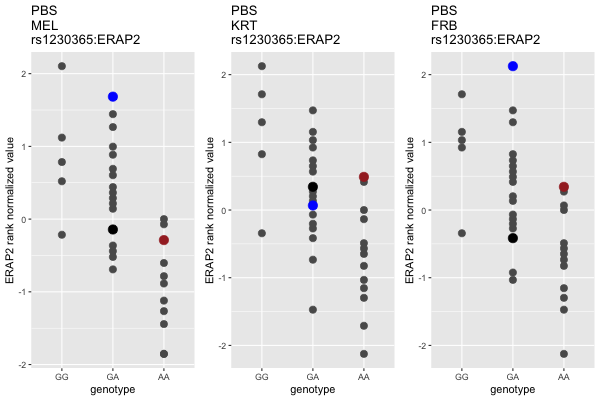 PBS
MEL
rs1230365:ERAP2
ERAP2 rank normalized value
2
1
0
-1
-2
GG
GA
AA
genotype
PBS
KRT
rs1230365:ERAP2
ERAP2 rank normalized value
2
1
0
-1
-2
GG
GA
AA
genotype
PBS
FRB
rs1230365:ERAP2
ERAP2 rank normalized value
2
1
0
-1
-2
GG
GA
AA
genotype